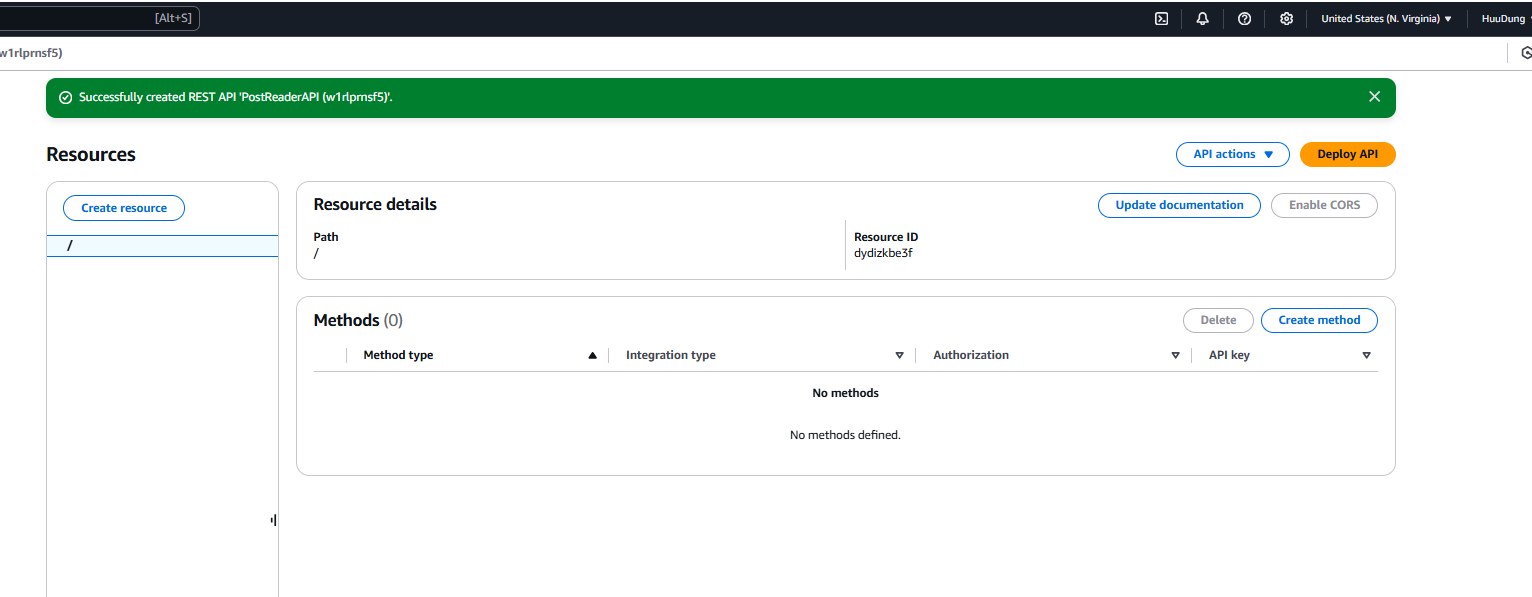 [Alt+S]
United States (N. Virginia) ▼
HuuDung
w1rlprnsf5)
Successfully created REST API 'PostReaderAPI (w1rlprnsf5)'.
Resources
API actions ▼
Deploy API
Create resource
/
Resource details
Update documentation
Enable CORS
Path
/
Resource ID
dydizkbe3f
Methods (0)
Delete
Create method
Method type ▲
Integration type ▽
Authorization ▽
API key ▽
No methods
No methods defined.